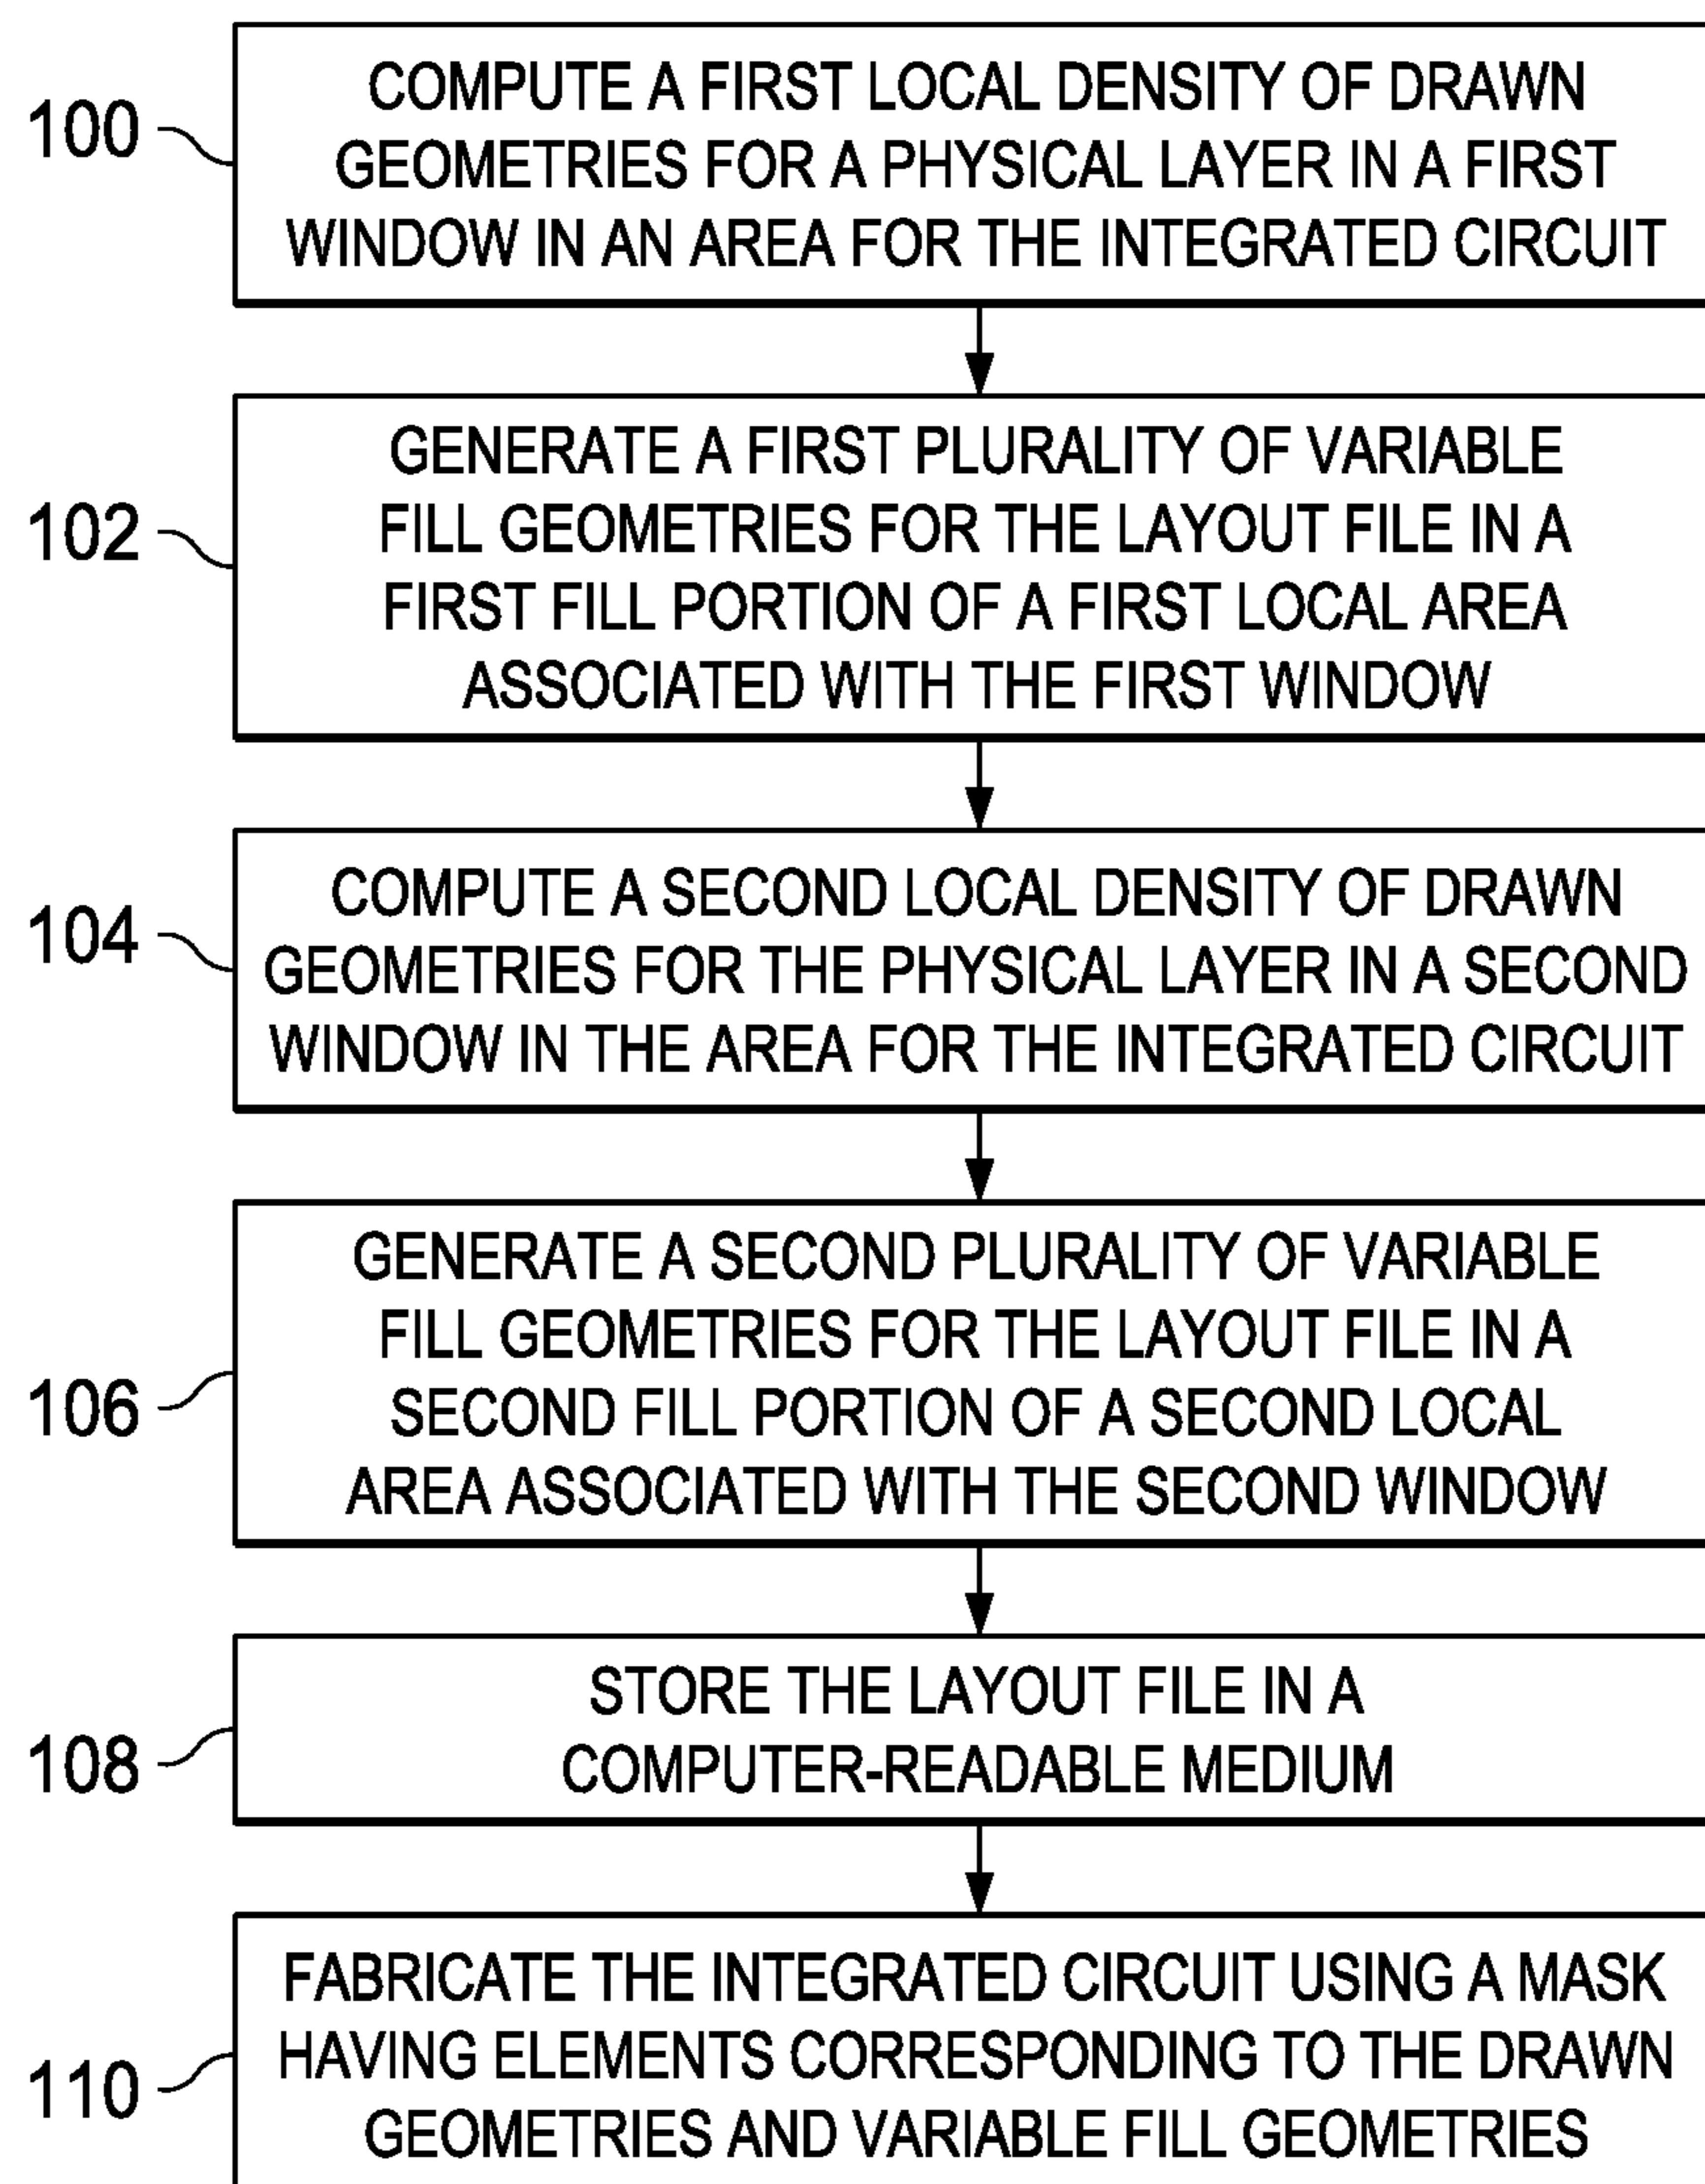 100
COMPUTE A FIRST LOCAL DENSITY OF DRAWN
GEOMETRIES FOR A PHYSICAL LAYER IN A FIRST
WINDOW IN AN AREA FOR THE INTEGRATED CIRCUIT
102
GENERATE A FIRST PLURALITY OF VARIABLE
FILL GEOMETRIES FOR THE LAYOUT FILE IN A
FIRST FILL PORTION OF A FIRST LOCAL AREA
ASSOCIATED WITH THE FIRST WINDOW
104
COMPUTE A SECOND LOCAL DENSITY OF DRAWN
GEOMETRIES FOR THE PHYSICAL LAYER IN A SECOND
WINDOW IN THE AREA FOR THE INTEGRATED CIRCUIT
106
GENERATE A SECOND PLURALITY OF VARIABLE
FILL GEOMETRIES FOR THE LAYOUT FILE IN A
SECOND FILL PORTION OF A SECOND LOCAL
AREA ASSOCIATED WITH THE SECOND WINDOW
108
STORE THE LAYOUT FILE IN A
COMPUTER-READABLE MEDIUM
110
FABRICATE THE INTEGRATED CIRCUIT USING A MASK
HAVING ELEMENTS CORRESPONDING TO THE DRAWN
GEOMETRIES AND VARIABLE FILL GEOMETRIES